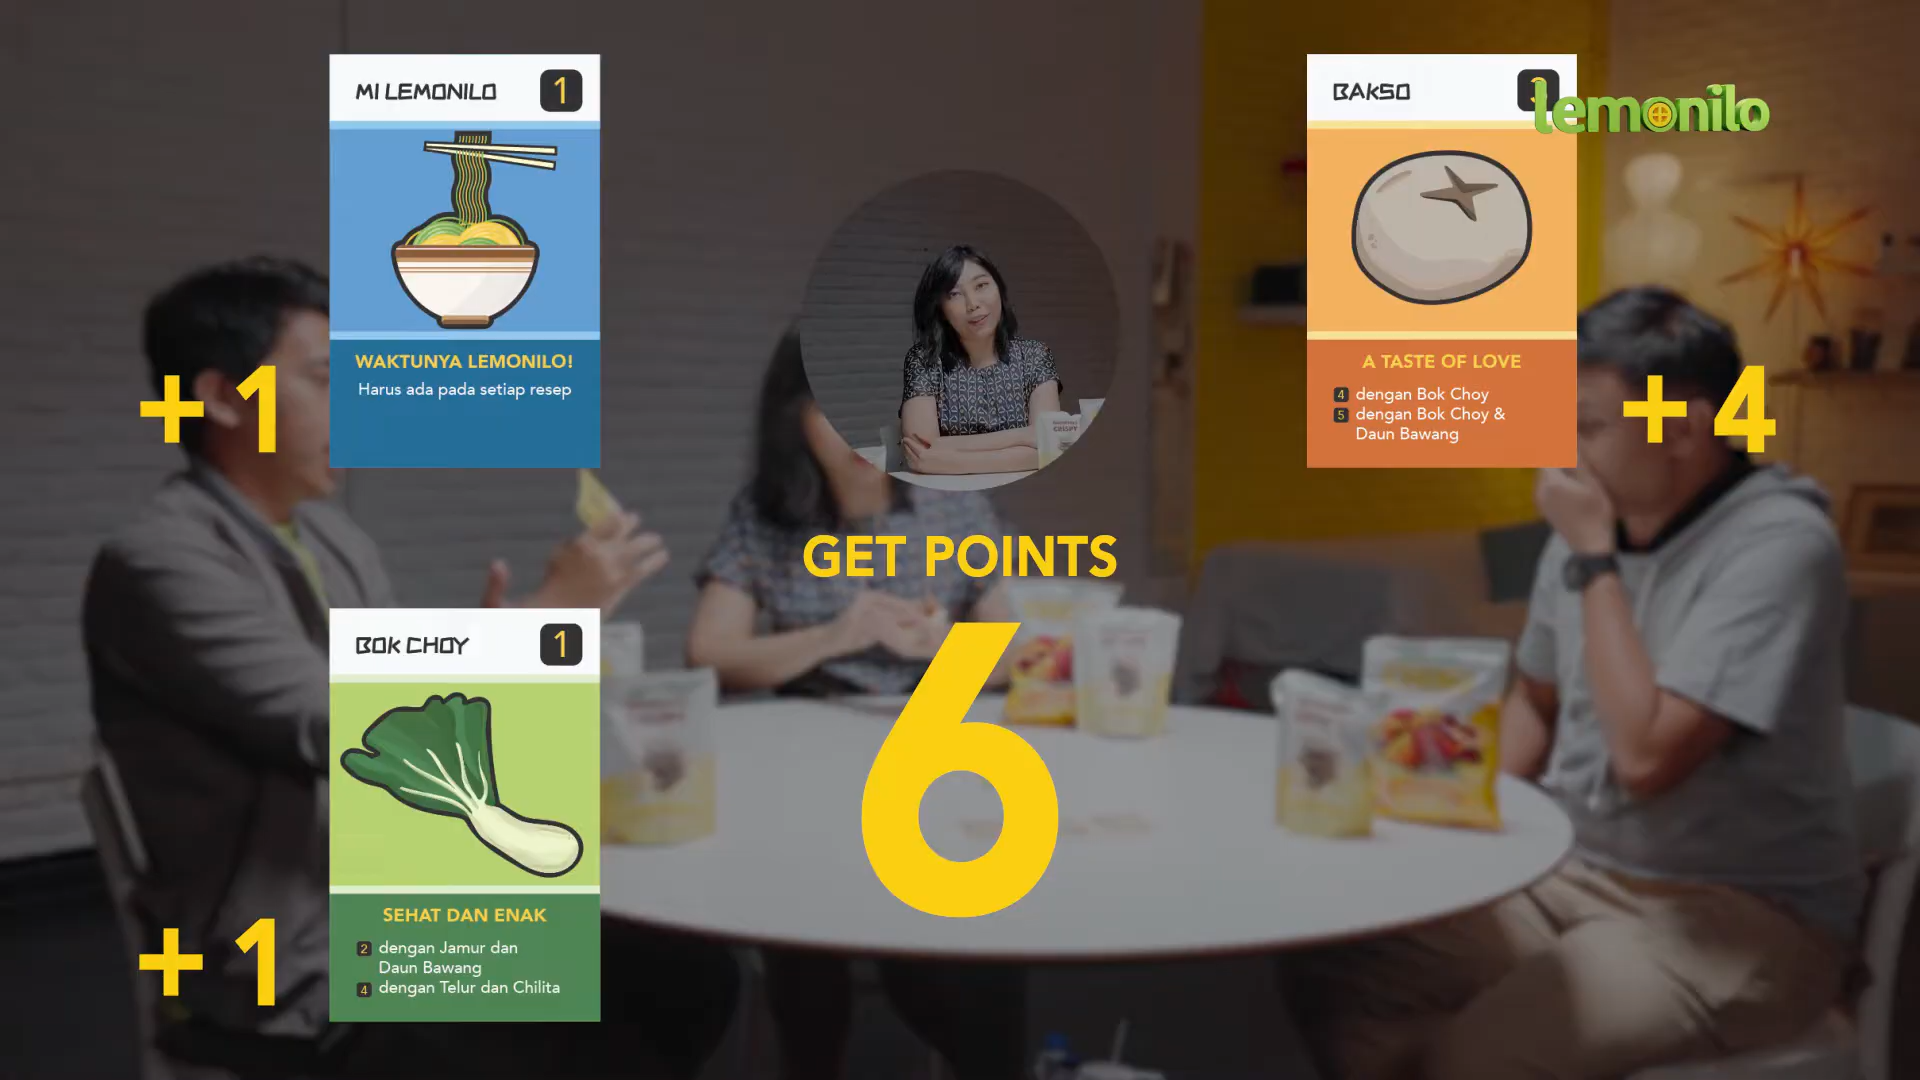 MI LEMONILO
1
WAKTUNYA LEMONILO!
Harus ada pada setiap resep
+ 1
BAKSO
lemonilo
A TASTE OF LOVE
4 dengan Bok Choy
5 dengan Bok Choy &
Daun Bawang
+ 4
CRISPY
GET POINTS
6
BOK CHOY
1
SEHAT DAN ENAK
2 dengan Jamur dan
Daun Bawang
4 dengan Telur dan Chilita
+ 1